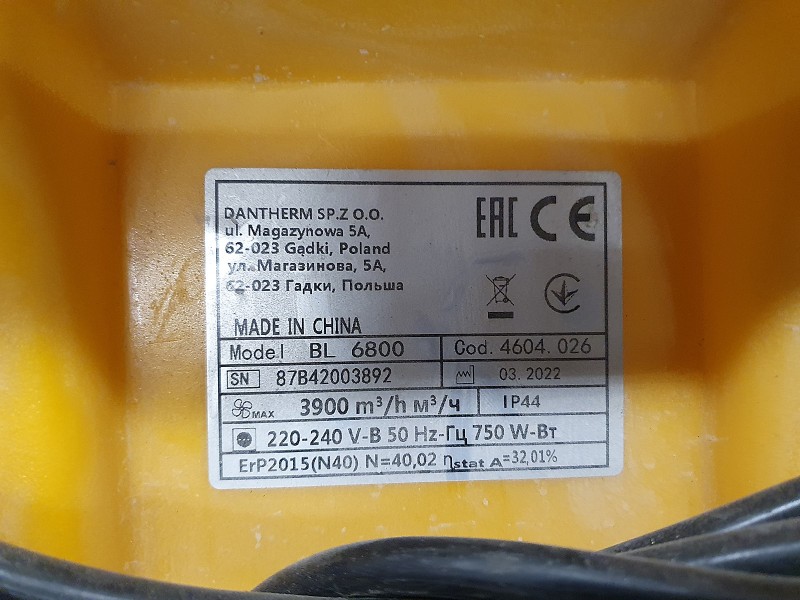 DANTHERM SP.Z O.O.
ul. Magazynowa 5A,
62-023 Gądki, Poland
ул. Магазинова, 5А,
62-023 Гадки, Польша
EAC CE
MADE IN CHINA
Model BL 6800 Cod. 4604.026
SN 87B42003892 03.2022
MAX 3900 m³/h м³/ч IP44
220-240 V-В 50 Hz-Гц 750 W-Вт
ErP2015(N40) N=40,02 ηstat A=32,01%